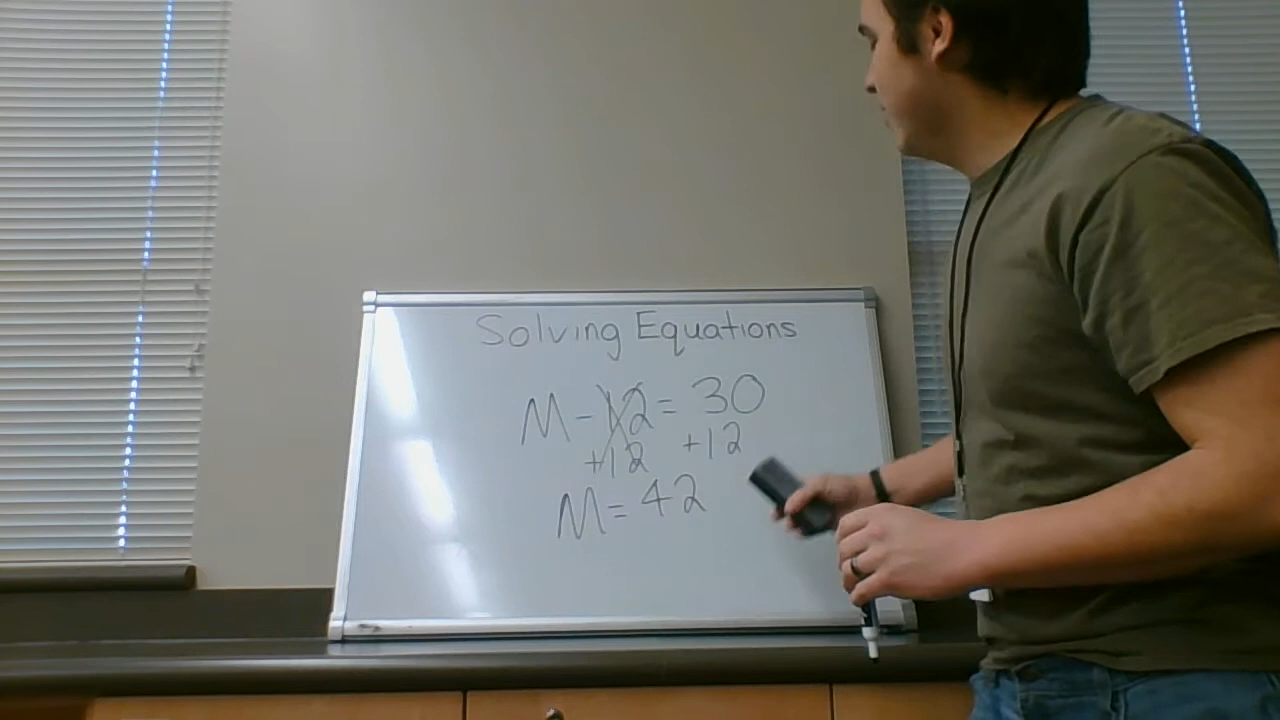 Solving Equations
M - 12 = 30
+12 +12
M = 42